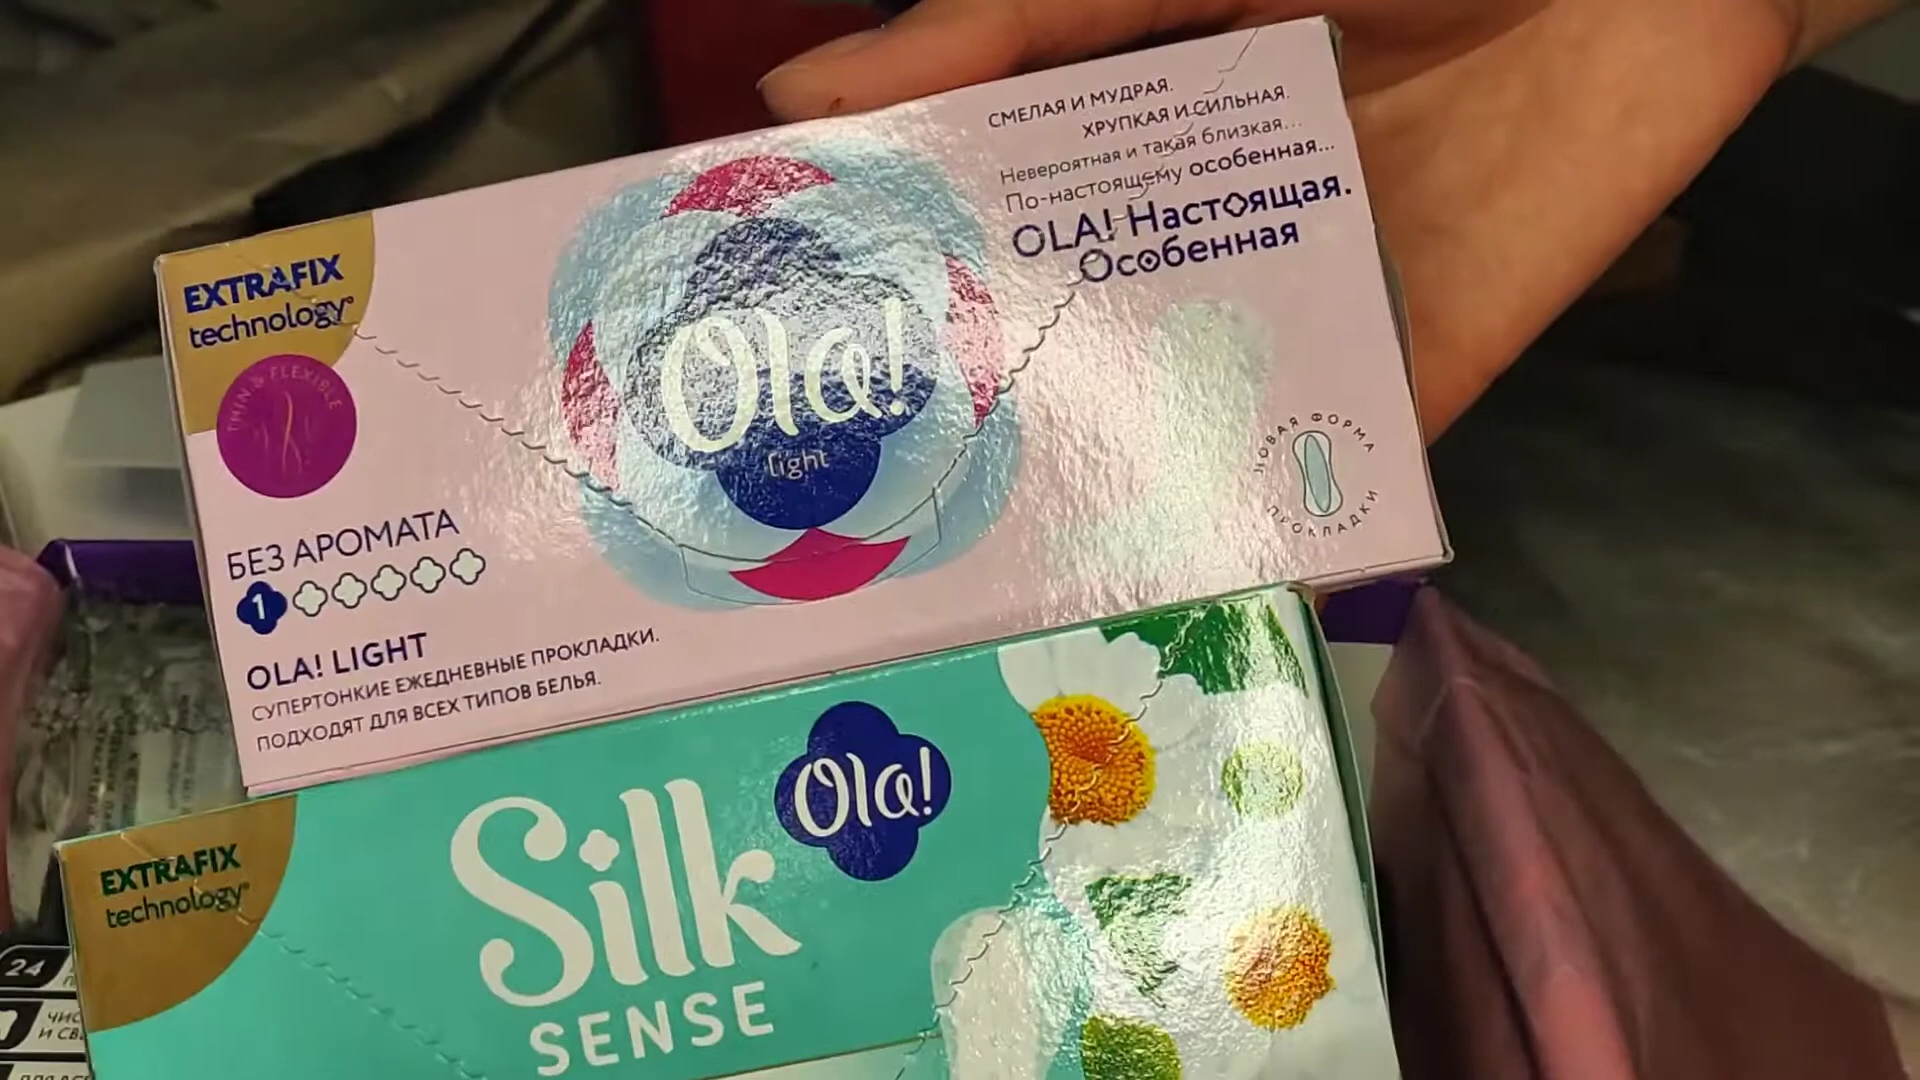 СМЕЛАЯ И МУДРАЯ.
ХРУПКАЯ И СИЛЬНАЯ.
Невероятная и такая близкая...
По-настоящему особенная...
OLA! Настоящая.
Особенная
EXTRAFIX
technology®
THIN & FLEXIBLE
Ola!
light
НОВАЯ ФОРМА
ПРОКЛАДКИ
БЕЗ АРОМАТА
1
OLA! LIGHT
СУПЕРТОНКИЕ ЕЖЕДНЕВНЫЕ ПРОКЛАДКИ.
ПОДХОДЯТ ДЛЯ ВСЕХ ТИПОВ БЕЛЬЯ.
Ola!
Silk
SENSE
EXTRAFIX
technology®
24